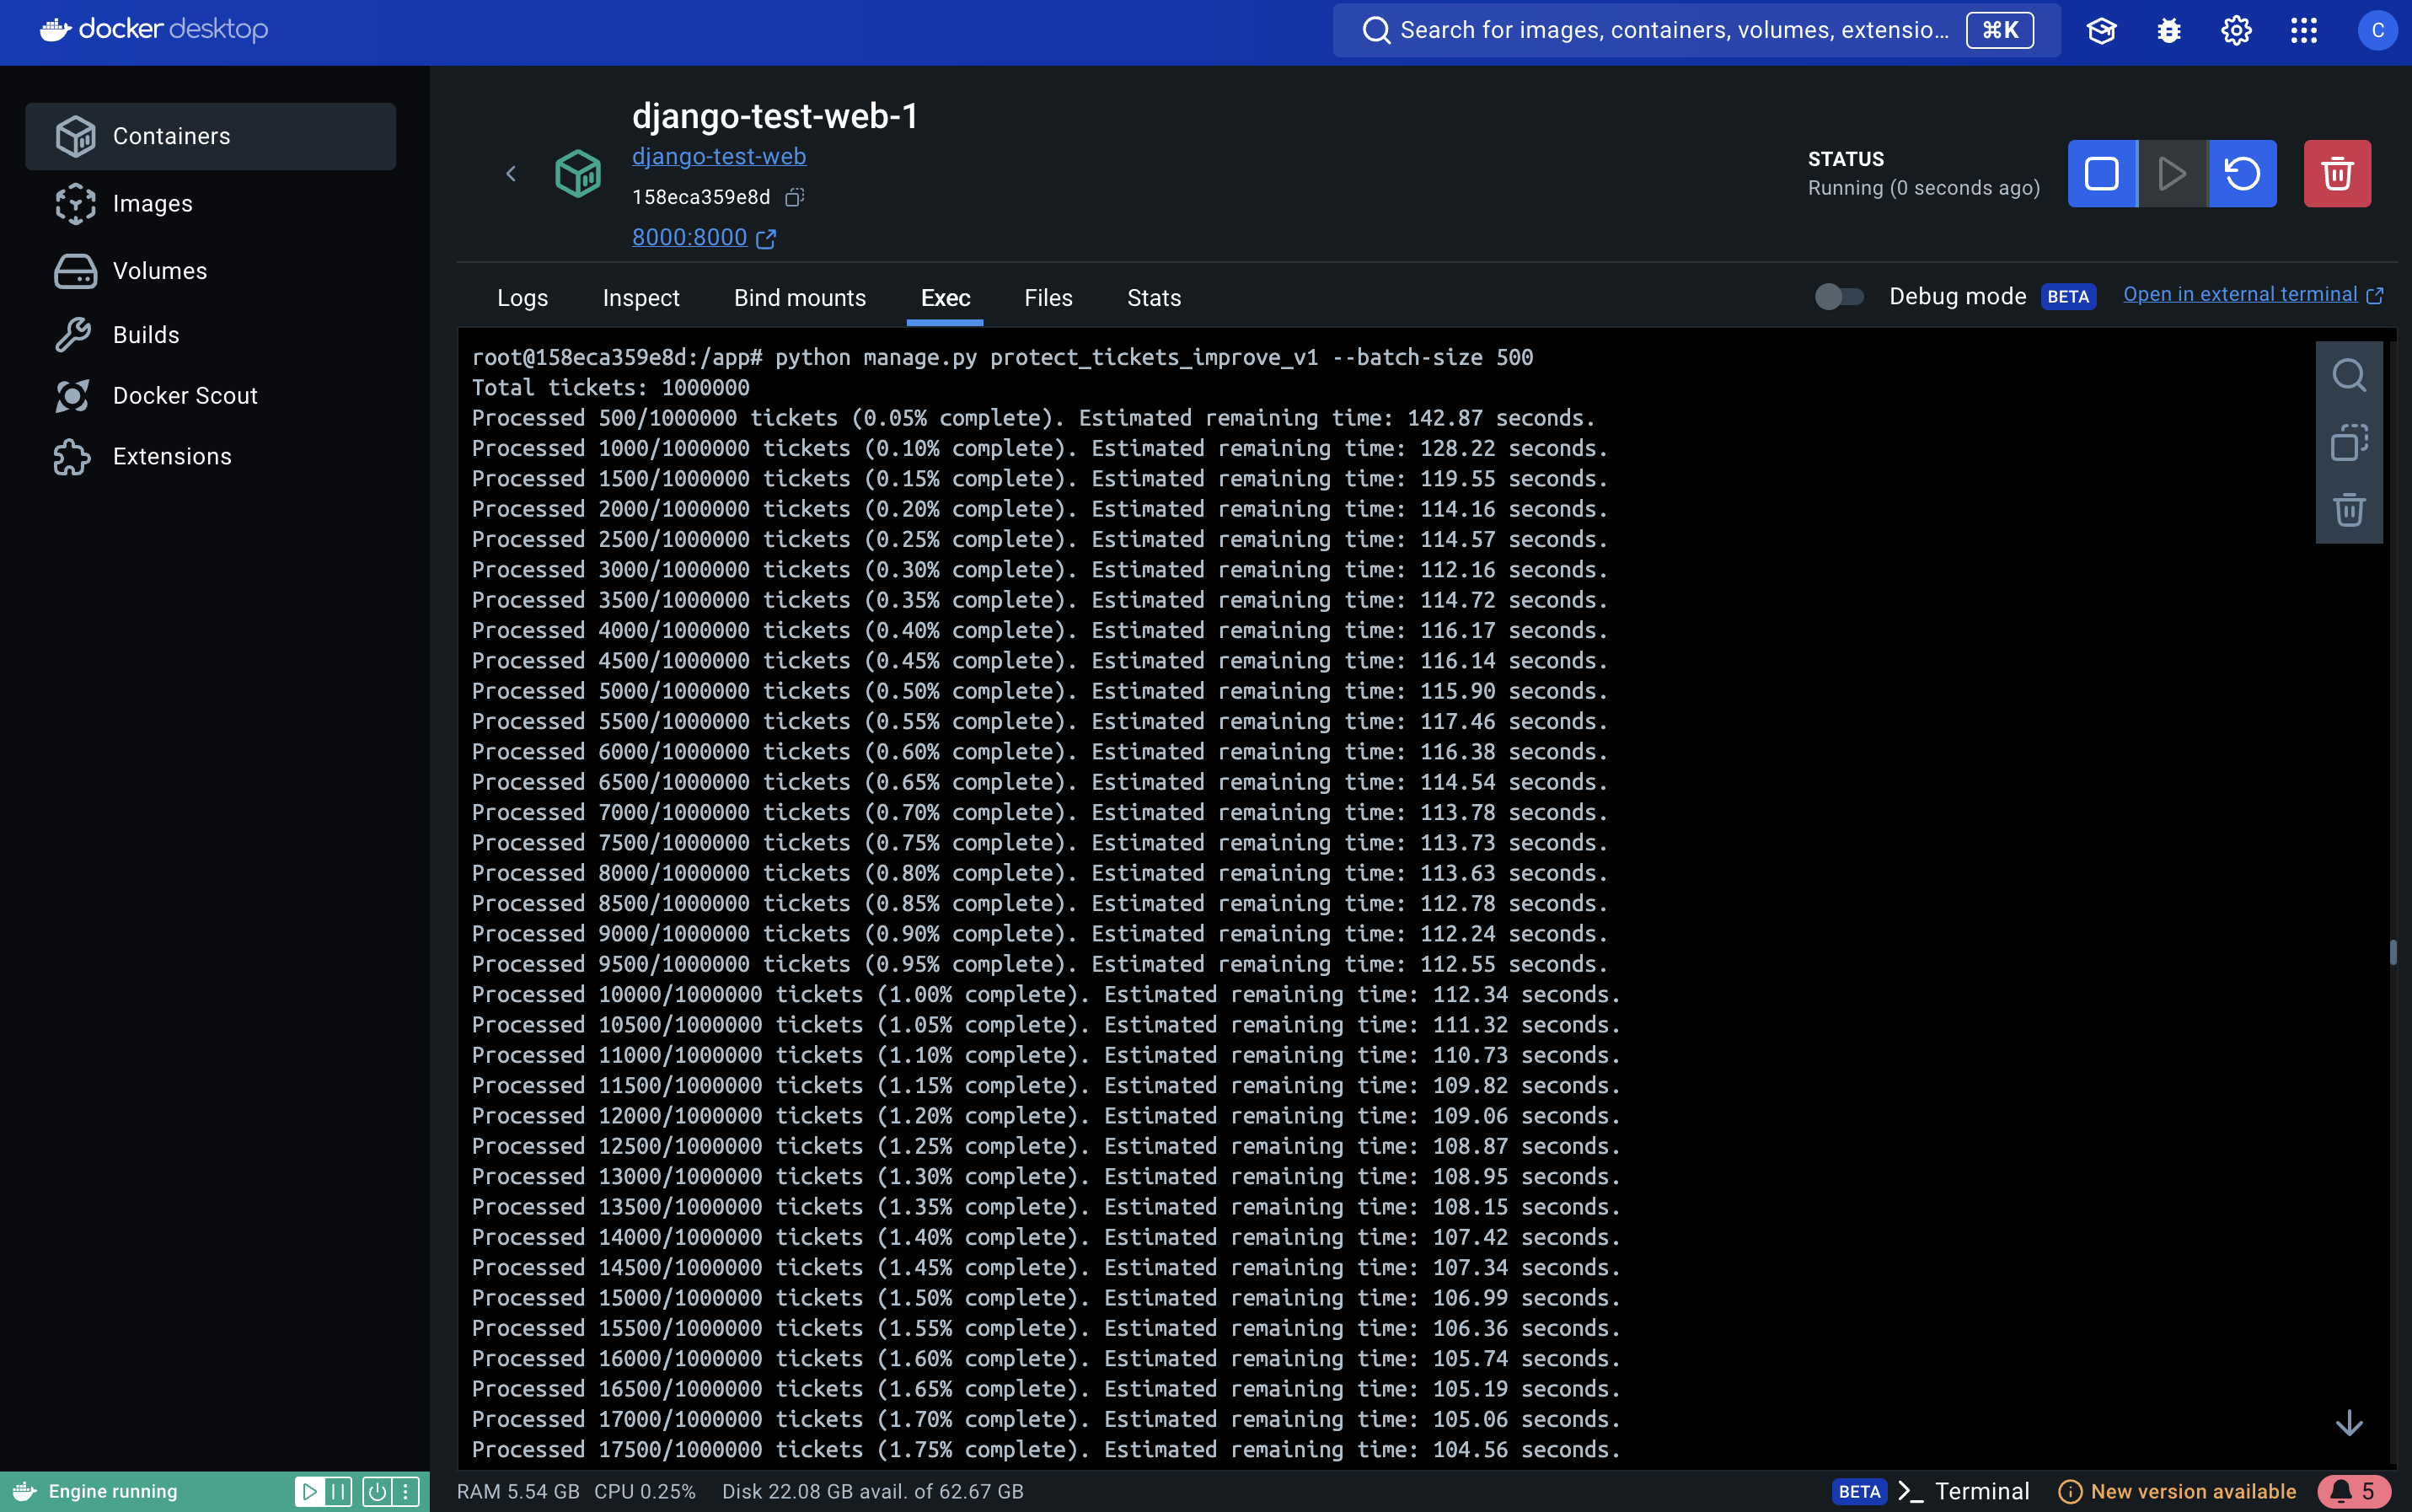 docker desktop
Search for images, containers, volumes, extensio... ⌘K
C
Containers
Images
Volumes
Builds
Docker Scout
Extensions
django-test-web-1
django-test-web
158eca359e8d
8000:8000
STATUS
Running (0 seconds ago)
Logs Inspect Bind mounts Exec Files Stats
Debug mode BETA Open in external terminal
root@158eca359e8d:/app# python manage.py protect_tickets_improve_v1 --batch-size 500
Total tickets: 1000000
Processed 500/1000000 tickets (0.05% complete). Estimated remaining time: 142.87 seconds.
Processed 1000/1000000 tickets (0.10% complete). Estimated remaining time: 128.22 seconds.
Processed 1500/1000000 tickets (0.15% complete). Estimated remaining time: 119.55 seconds.
Processed 2000/1000000 tickets (0.20% complete). Estimated remaining time: 114.16 seconds.
Processed 2500/1000000 tickets (0.25% complete). Estimated remaining time: 114.57 seconds.
Processed 3000/1000000 tickets (0.30% complete). Estimated remaining time: 112.16 seconds.
Processed 3500/1000000 tickets (0.35% complete). Estimated remaining time: 114.72 seconds.
Processed 4000/1000000 tickets (0.40% complete). Estimated remaining time: 116.17 seconds.
Processed 4500/1000000 tickets (0.45% complete). Estimated remaining time: 116.14 seconds.
Processed 5000/1000000 tickets (0.50% complete). Estimated remaining time: 115.90 seconds.
Processed 5500/1000000 tickets (0.55% complete). Estimated remaining time: 117.46 seconds.
Processed 6000/1000000 tickets (0.60% complete). Estimated remaining time: 116.38 seconds.
Processed 6500/1000000 tickets (0.65% complete). Estimated remaining time: 114.54 seconds.
Processed 7000/1000000 tickets (0.70% complete). Estimated remaining time: 113.78 seconds.
Processed 7500/1000000 tickets (0.75% complete). Estimated remaining time: 113.73 seconds.
Processed 8000/1000000 tickets (0.80% complete). Estimated remaining time: 113.63 seconds.
Processed 8500/1000000 tickets (0.85% complete). Estimated remaining time: 112.78 seconds.
Processed 9000/1000000 tickets (0.90% complete). Estimated remaining time: 112.24 seconds.
Processed 9500/1000000 tickets (0.95% complete). Estimated remaining time: 112.55 seconds.
Processed 10000/1000000 tickets (1.00% complete). Estimated remaining time: 112.34 seconds.
Processed 10500/1000000 tickets (1.05% complete). Estimated remaining time: 111.32 seconds.
Processed 11000/1000000 tickets (1.10% complete). Estimated remaining time: 110.73 seconds.
Processed 11500/1000000 tickets (1.15% complete). Estimated remaining time: 109.82 seconds.
Processed 12000/1000000 tickets (1.20% complete). Estimated remaining time: 109.06 seconds.
Processed 12500/1000000 tickets (1.25% complete). Estimated remaining time: 108.87 seconds.
Processed 13000/1000000 tickets (1.30% complete). Estimated remaining time: 108.95 seconds.
Processed 13500/1000000 tickets (1.35% complete). Estimated remaining time: 108.15 seconds.
Processed 14000/1000000 tickets (1.40% complete). Estimated remaining time: 107.42 seconds.
Processed 14500/1000000 tickets (1.45% complete). Estimated remaining time: 107.34 seconds.
Processed 15000/1000000 tickets (1.50% complete). Estimated remaining time: 106.99 seconds.
Processed 15500/1000000 tickets (1.55% complete). Estimated remaining time: 106.36 seconds.
Processed 16000/1000000 tickets (1.60% complete). Estimated remaining time: 105.74 seconds.
Processed 16500/1000000 tickets (1.65% complete). Estimated remaining time: 105.19 seconds.
Processed 17000/1000000 tickets (1.70% complete). Estimated remaining time: 105.06 seconds.
Processed 17500/1000000 tickets (1.75% complete). Estimated remaining time: 104.56 seconds.
Engine running
RAM 5.54 GB CPU 0.25% Disk 22.08 GB avail. of 62.67 GB
BETA Terminal New version available 5